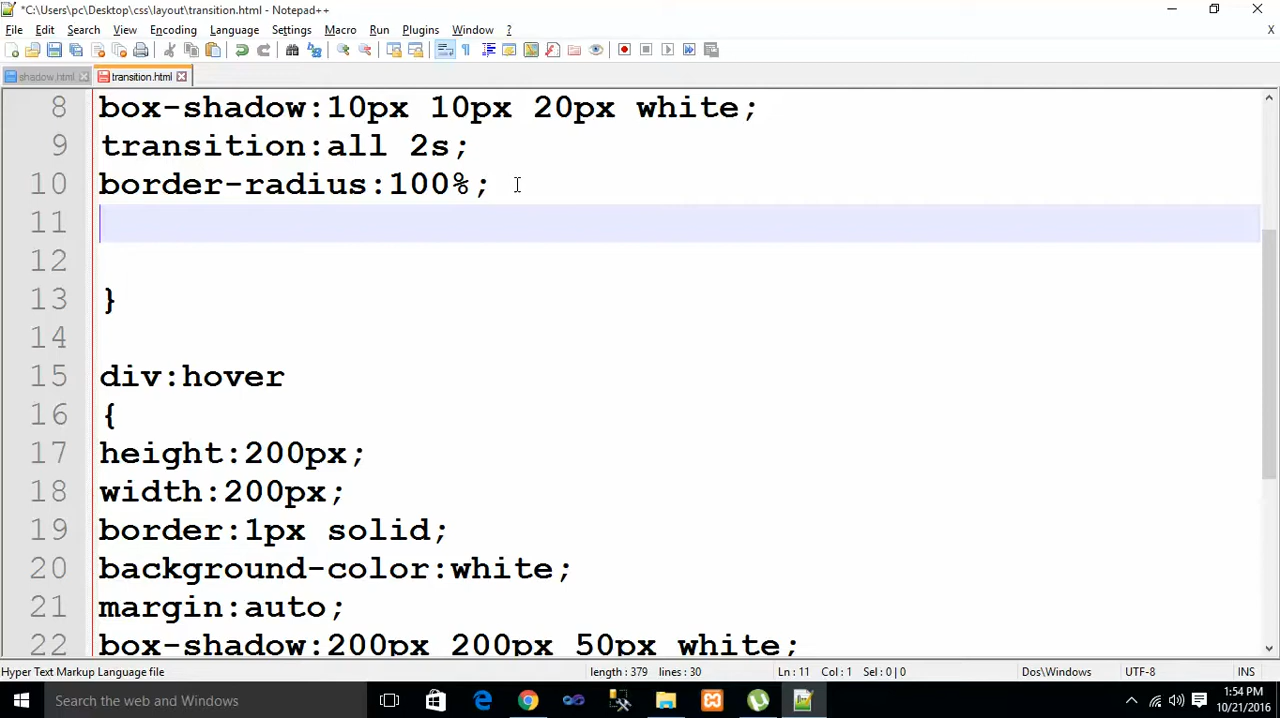 *C:\Users\pc\Desktop\css\layout\transition.html - Notepad++
File Edit Search View Encoding Language Settings Macro Run Plugins Window ? X
shadow.html transition.html
8 box-shadow:10px 10px 20px white;
9 transition:all 2s;
10 border-radius:100%;
11
12
13 }
14
15 div:hover
16 {
17 height:200px;
18 width:200px;
19 border:1px solid;
20 background-color:white;
21 margin:auto;
22 box-shadow:200px 200px 50px white;
Hyper Text Markup Language file length : 379 lines : 30 Ln : 11 Col : 1 Sel : 0 | 0 Dos\Windows UTF-8 INS
Search the web and Windows 1:54 PM
10/21/2016